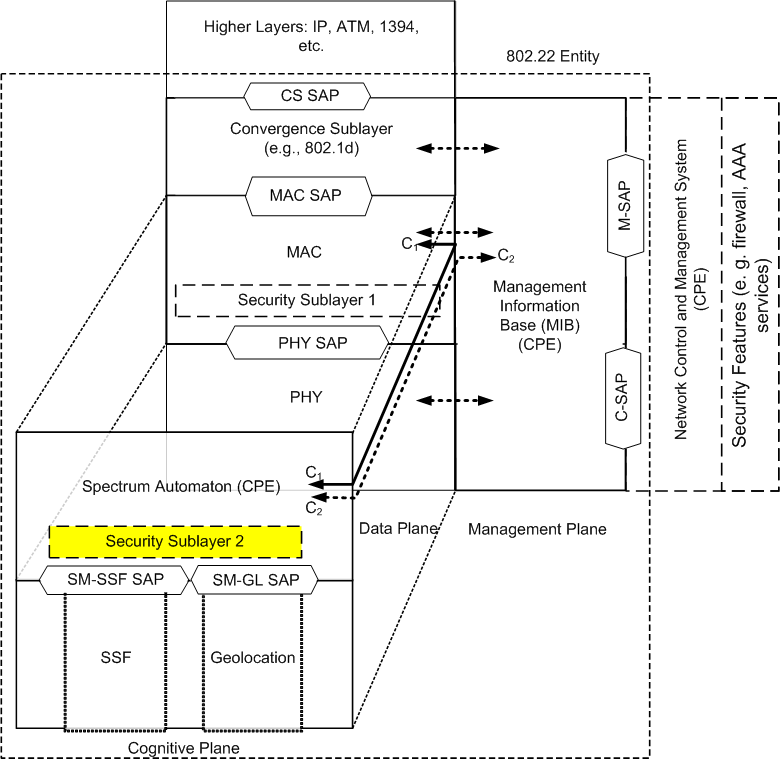 Higher Layers: IP, ATM, 1394,
etc.
802.22 Entity
CS SAP
Convergence Sublayer
(e.g., 802.1d)
MAC SAP
M-SAP
C1
MAC
C2
Security Sublayer 1
Management
Information
Base (MIB)
(CPE)
PHY SAP
PHY
C-SAP
Network Control and Management System
(CPE)
Security Features (e. g. firewall, AAA
services)
C1
Spectrum Automaton (CPE)
C2
Data Plane
Management Plane
Security Sublayer 2
SM-SSF SAP
SM-GL SAP
SSF
Geolocation
Cognitive Plane